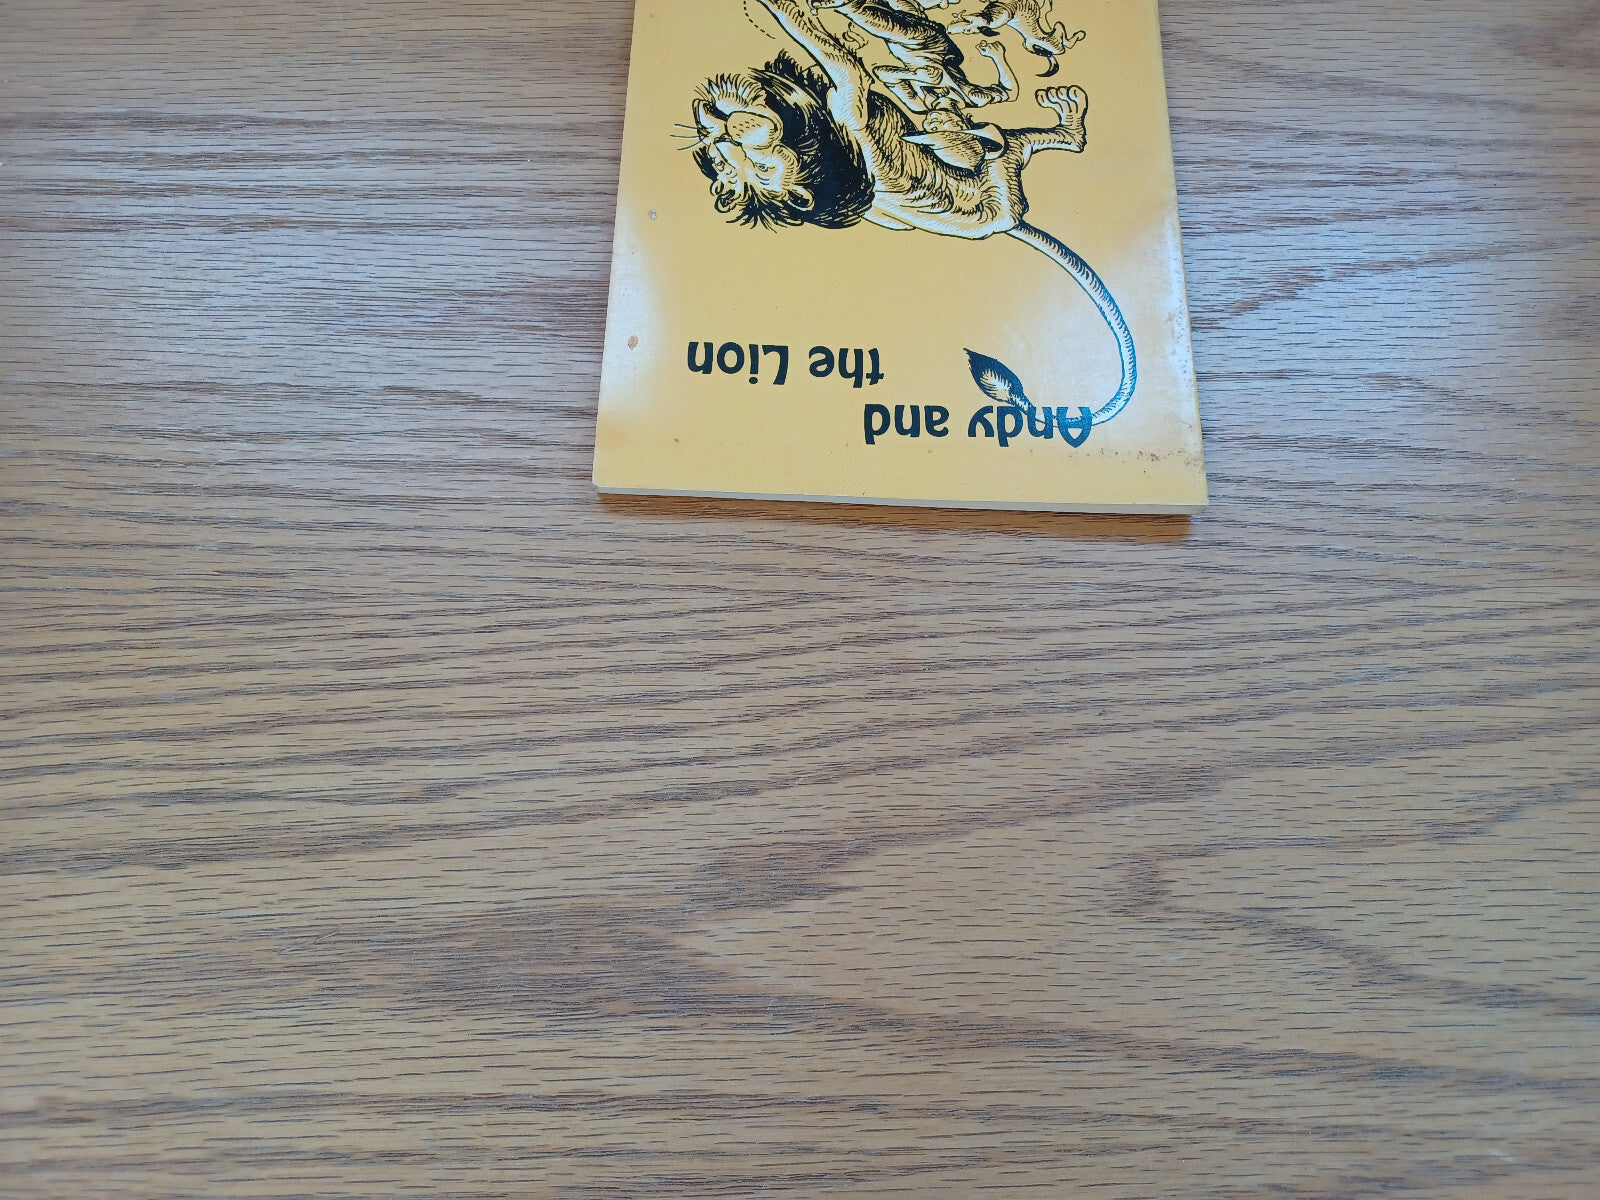 Andy and
the Lion